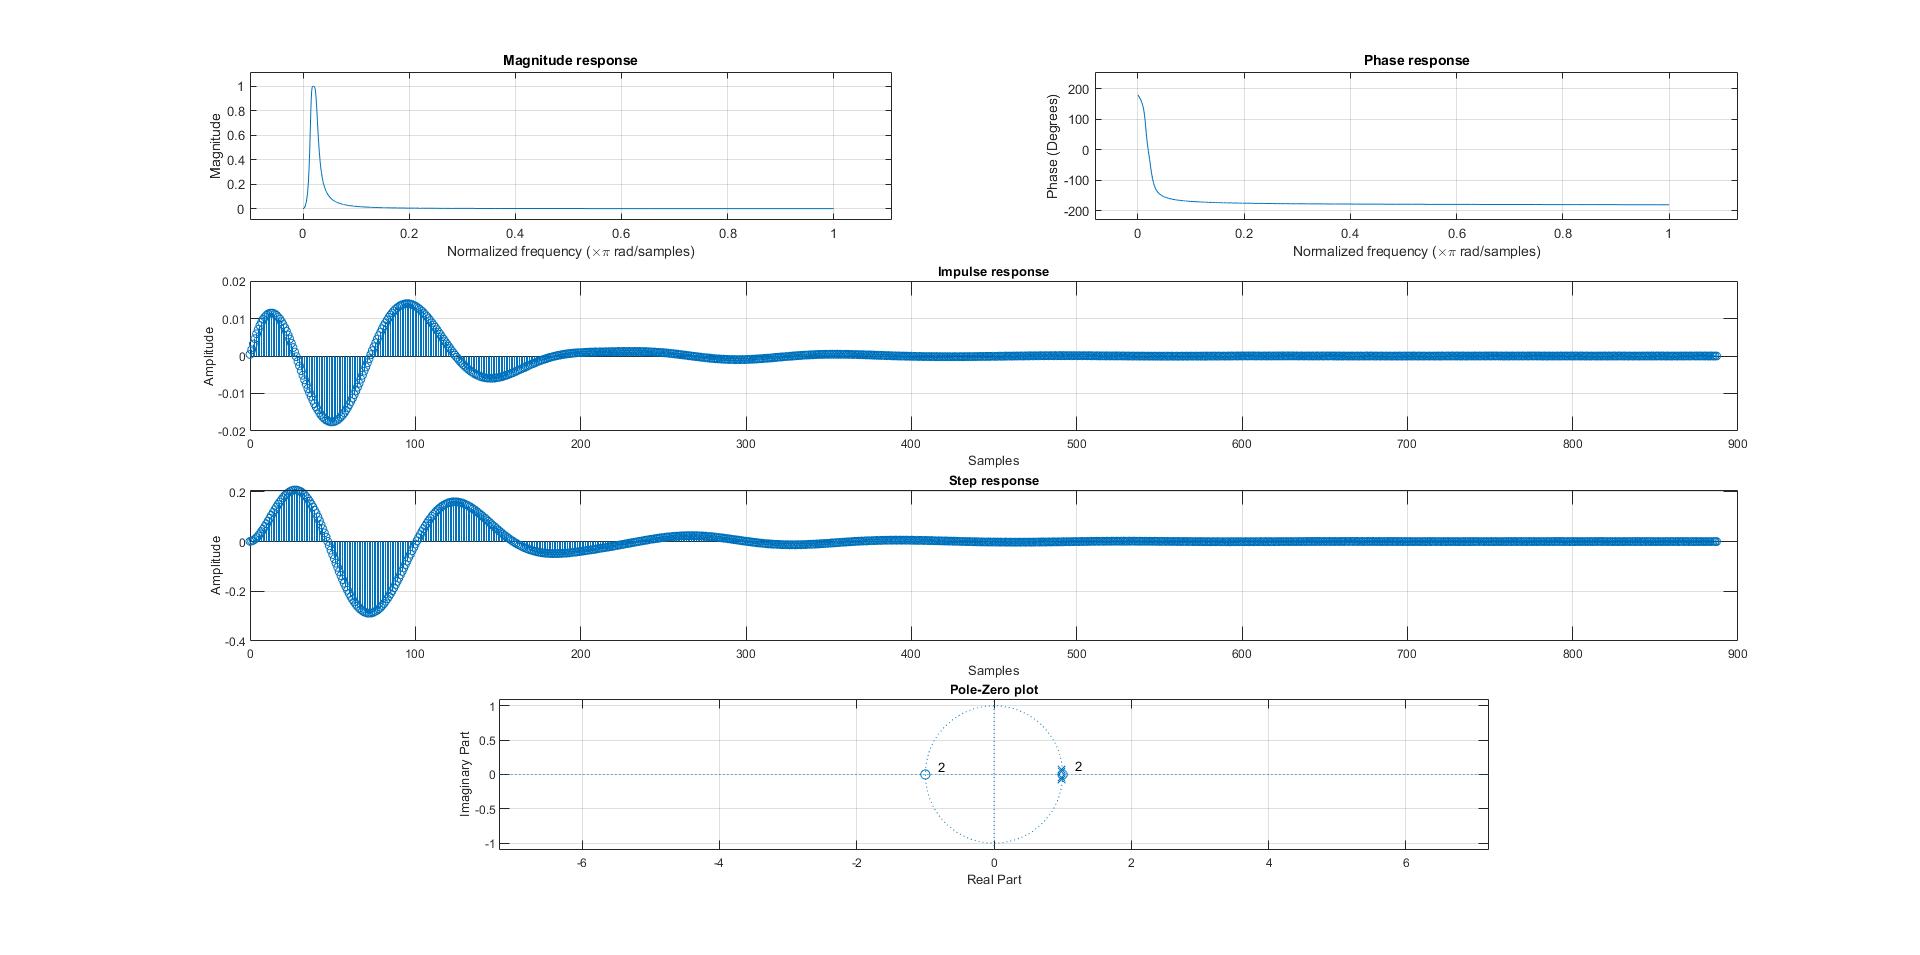 Magnitude response
Magnitude
1
0.8
0.6
0.4
0.2
0
0 0.2 0.4 0.6 0.8 1
Normalized frequency (×π rad/samples)
Phase response
Phase (Degrees)
200
100
0
-100
-200
0 0.2 0.4 0.6 0.8 1
Normalized frequency (×π rad/samples)
Impulse response
Amplitude
0.02
0.01
0
-0.01
-0.02
0 100 200 300 400 500 600 700 800 900
Samples
Step response
Amplitude
0.2
0
-0.2
-0.4
0 100 200 300 400 500 600 700 800 900
Samples
Pole-Zero plot
Imaginary Part
1
0.5
0
-0.5
-1
2 2
-6 -4 -2 0 2 4 6
Real Part